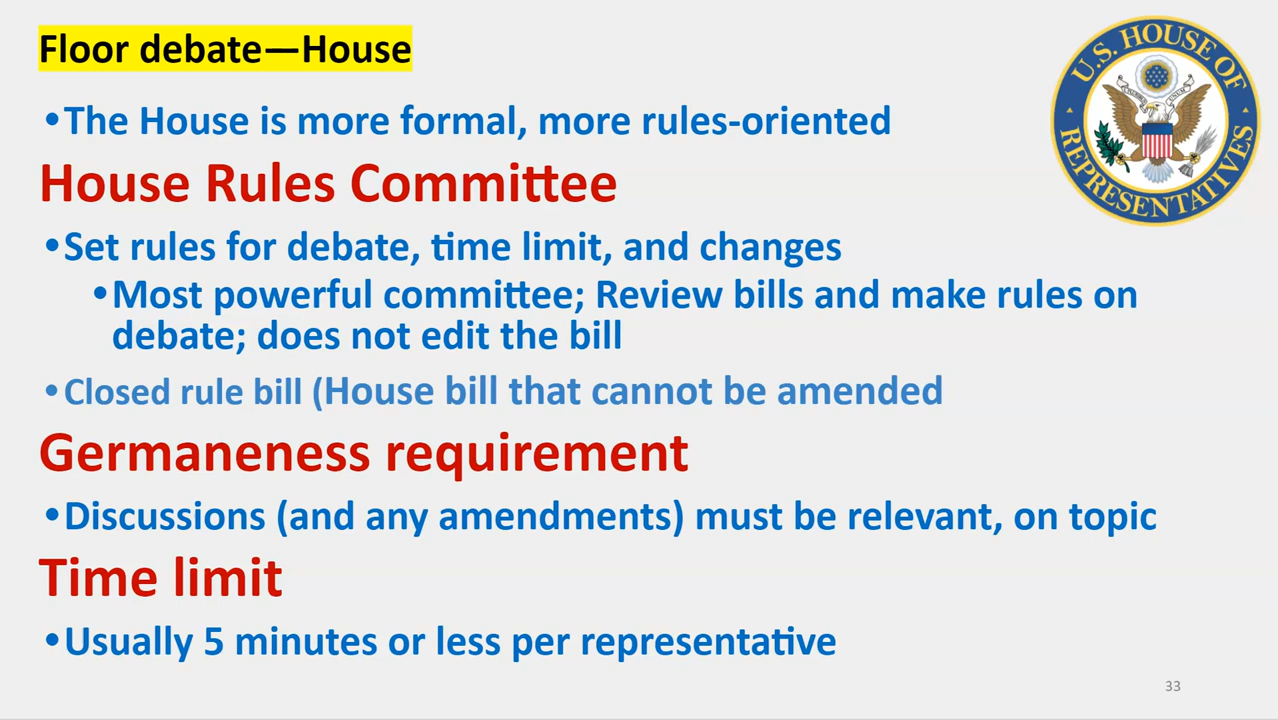 Floor debate—House
U.S. HOUSE OF
REPRESENTATIVES
•The House is more formal, more rules-oriented
House Rules Committee
•Set rules for debate, time limit, and changes
•Most powerful committee; Review bills and make rules on
debate; does not edit the bill
•Closed rule bill (House bill that cannot be amended
Germaneness requirement
•Discussions (and any amendments) must be relevant, on topic
Time limit
•Usually 5 minutes or less per representative
33